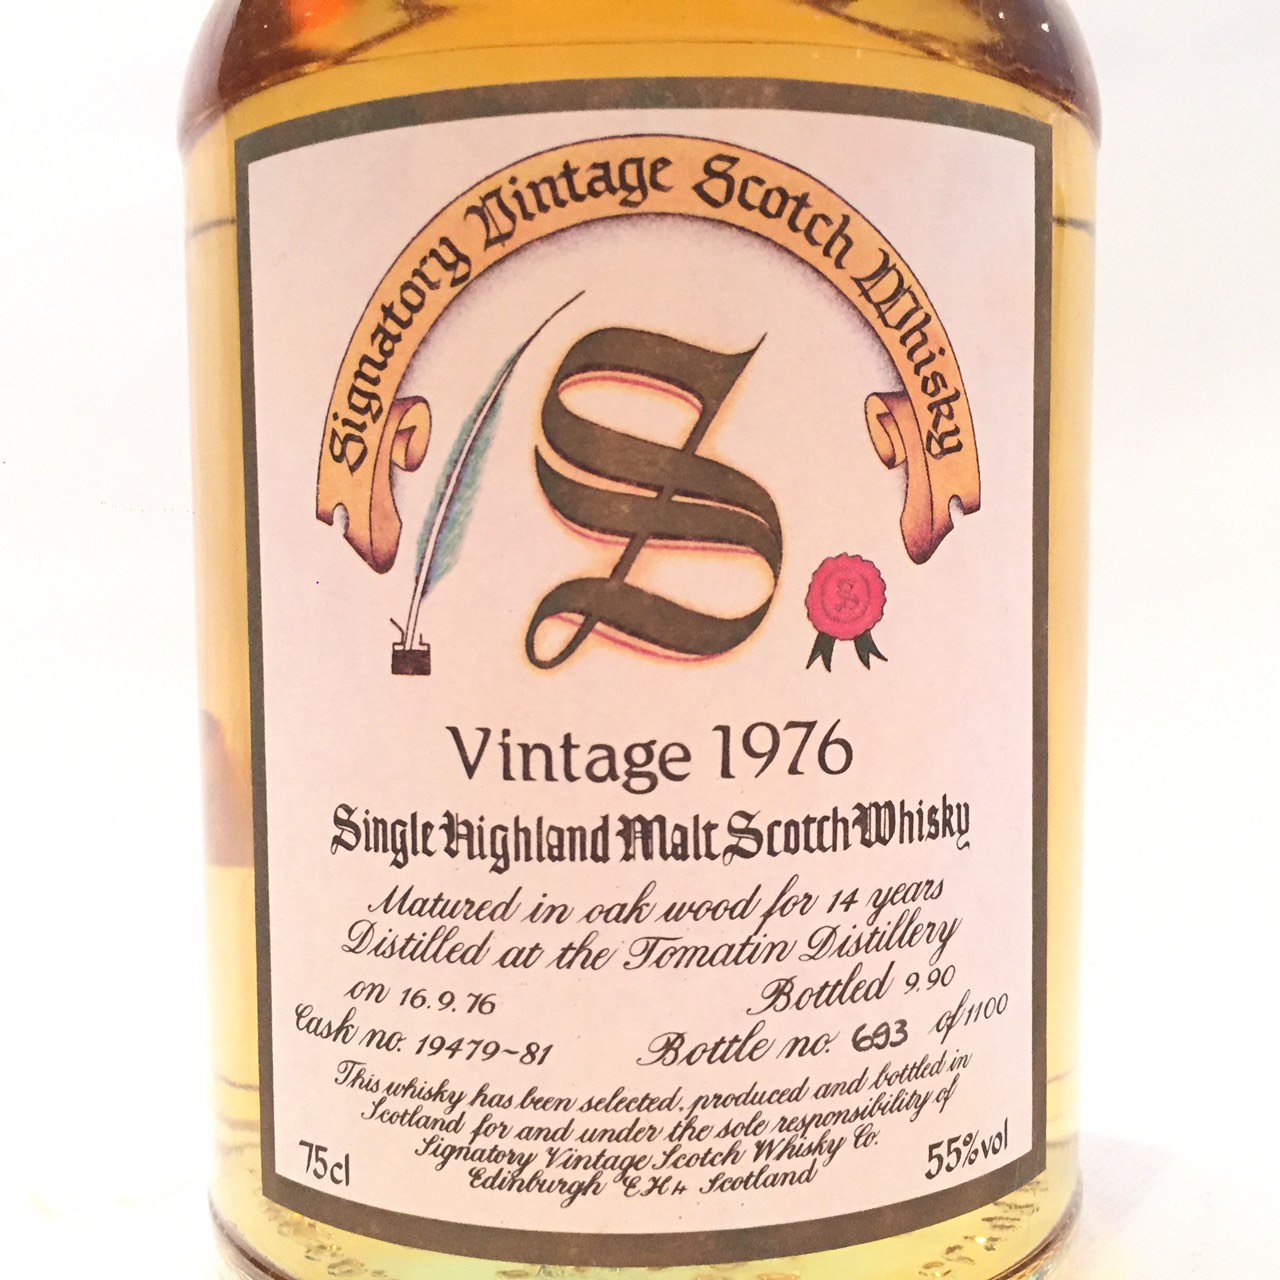 Signatory Vintage Scotch Whisky
S
S
Vintage 1976
Single Highland Malt Scotch Whisky
Matured in oak wood for 14 years
Distilled at the Tomatin Distillery
on 16.9.76 Bottled 9.90
Cask no. 19479-81 Bottle no. 693 of 1100
This whisky has been selected, produced and bottled in
Scotland for and under the sole responsibility of
Signatory Vintage Scotch Whisky Co.
Edinburgh EH4 Scotland
75cl 55%vol